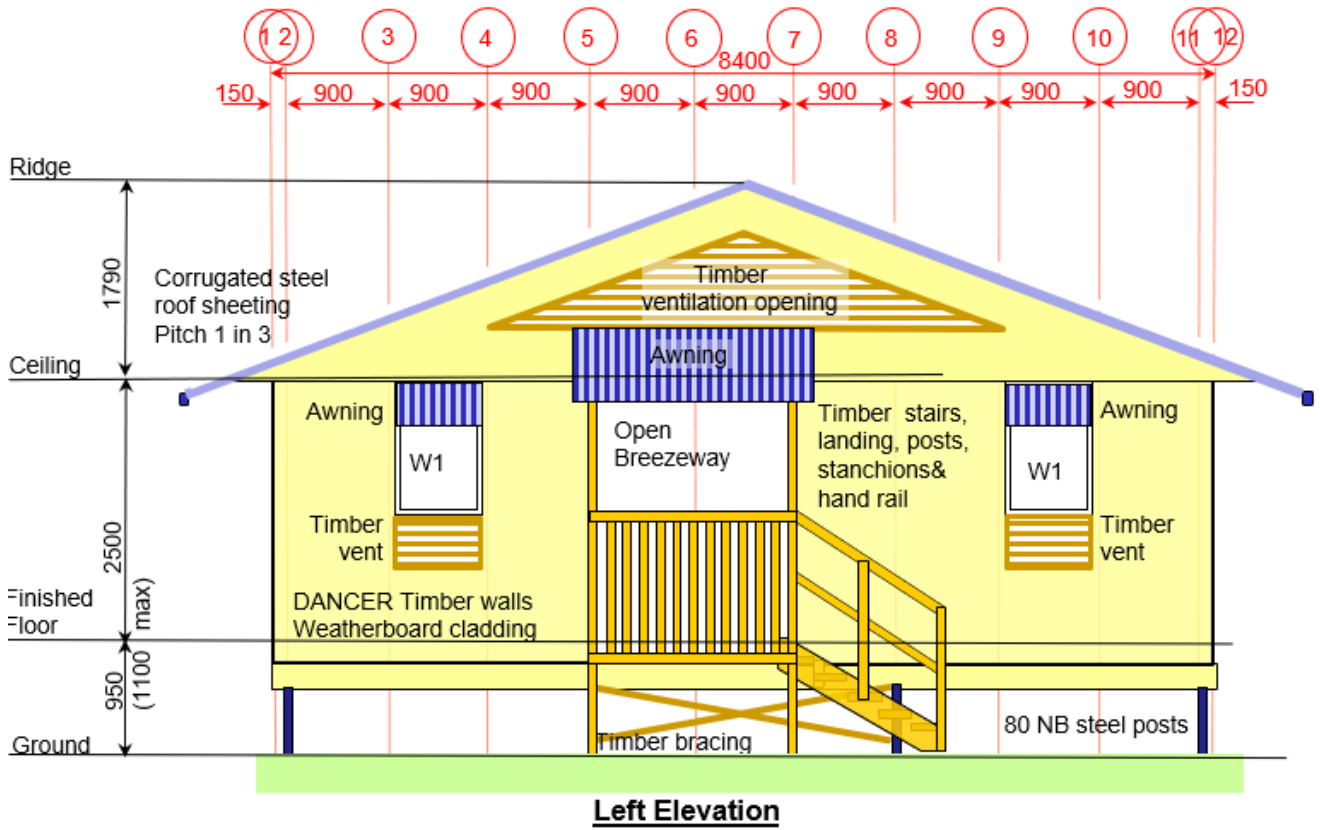 1 2 3 4 5 6 7 8 9 10 11 12
8400
150 900 900 900 900 900 900 900 900 900 150
Ridge
1790
Corrugated steel
roof sheeting
Pitch 1 in 3
Timber
ventilation opening
Ceiling
Awning
Awning
Awning
W1
Open
Breezeway
Timber stairs,
landing, posts,
stanchions&
hand rail
W1
Timber
vent
Timber
vent
2500
Finished
Floor
DANCER Timber walls
Weatherboard cladding
950
(1100 max)
80 NB steel posts
Ground
Timber bracing
Left Elevation